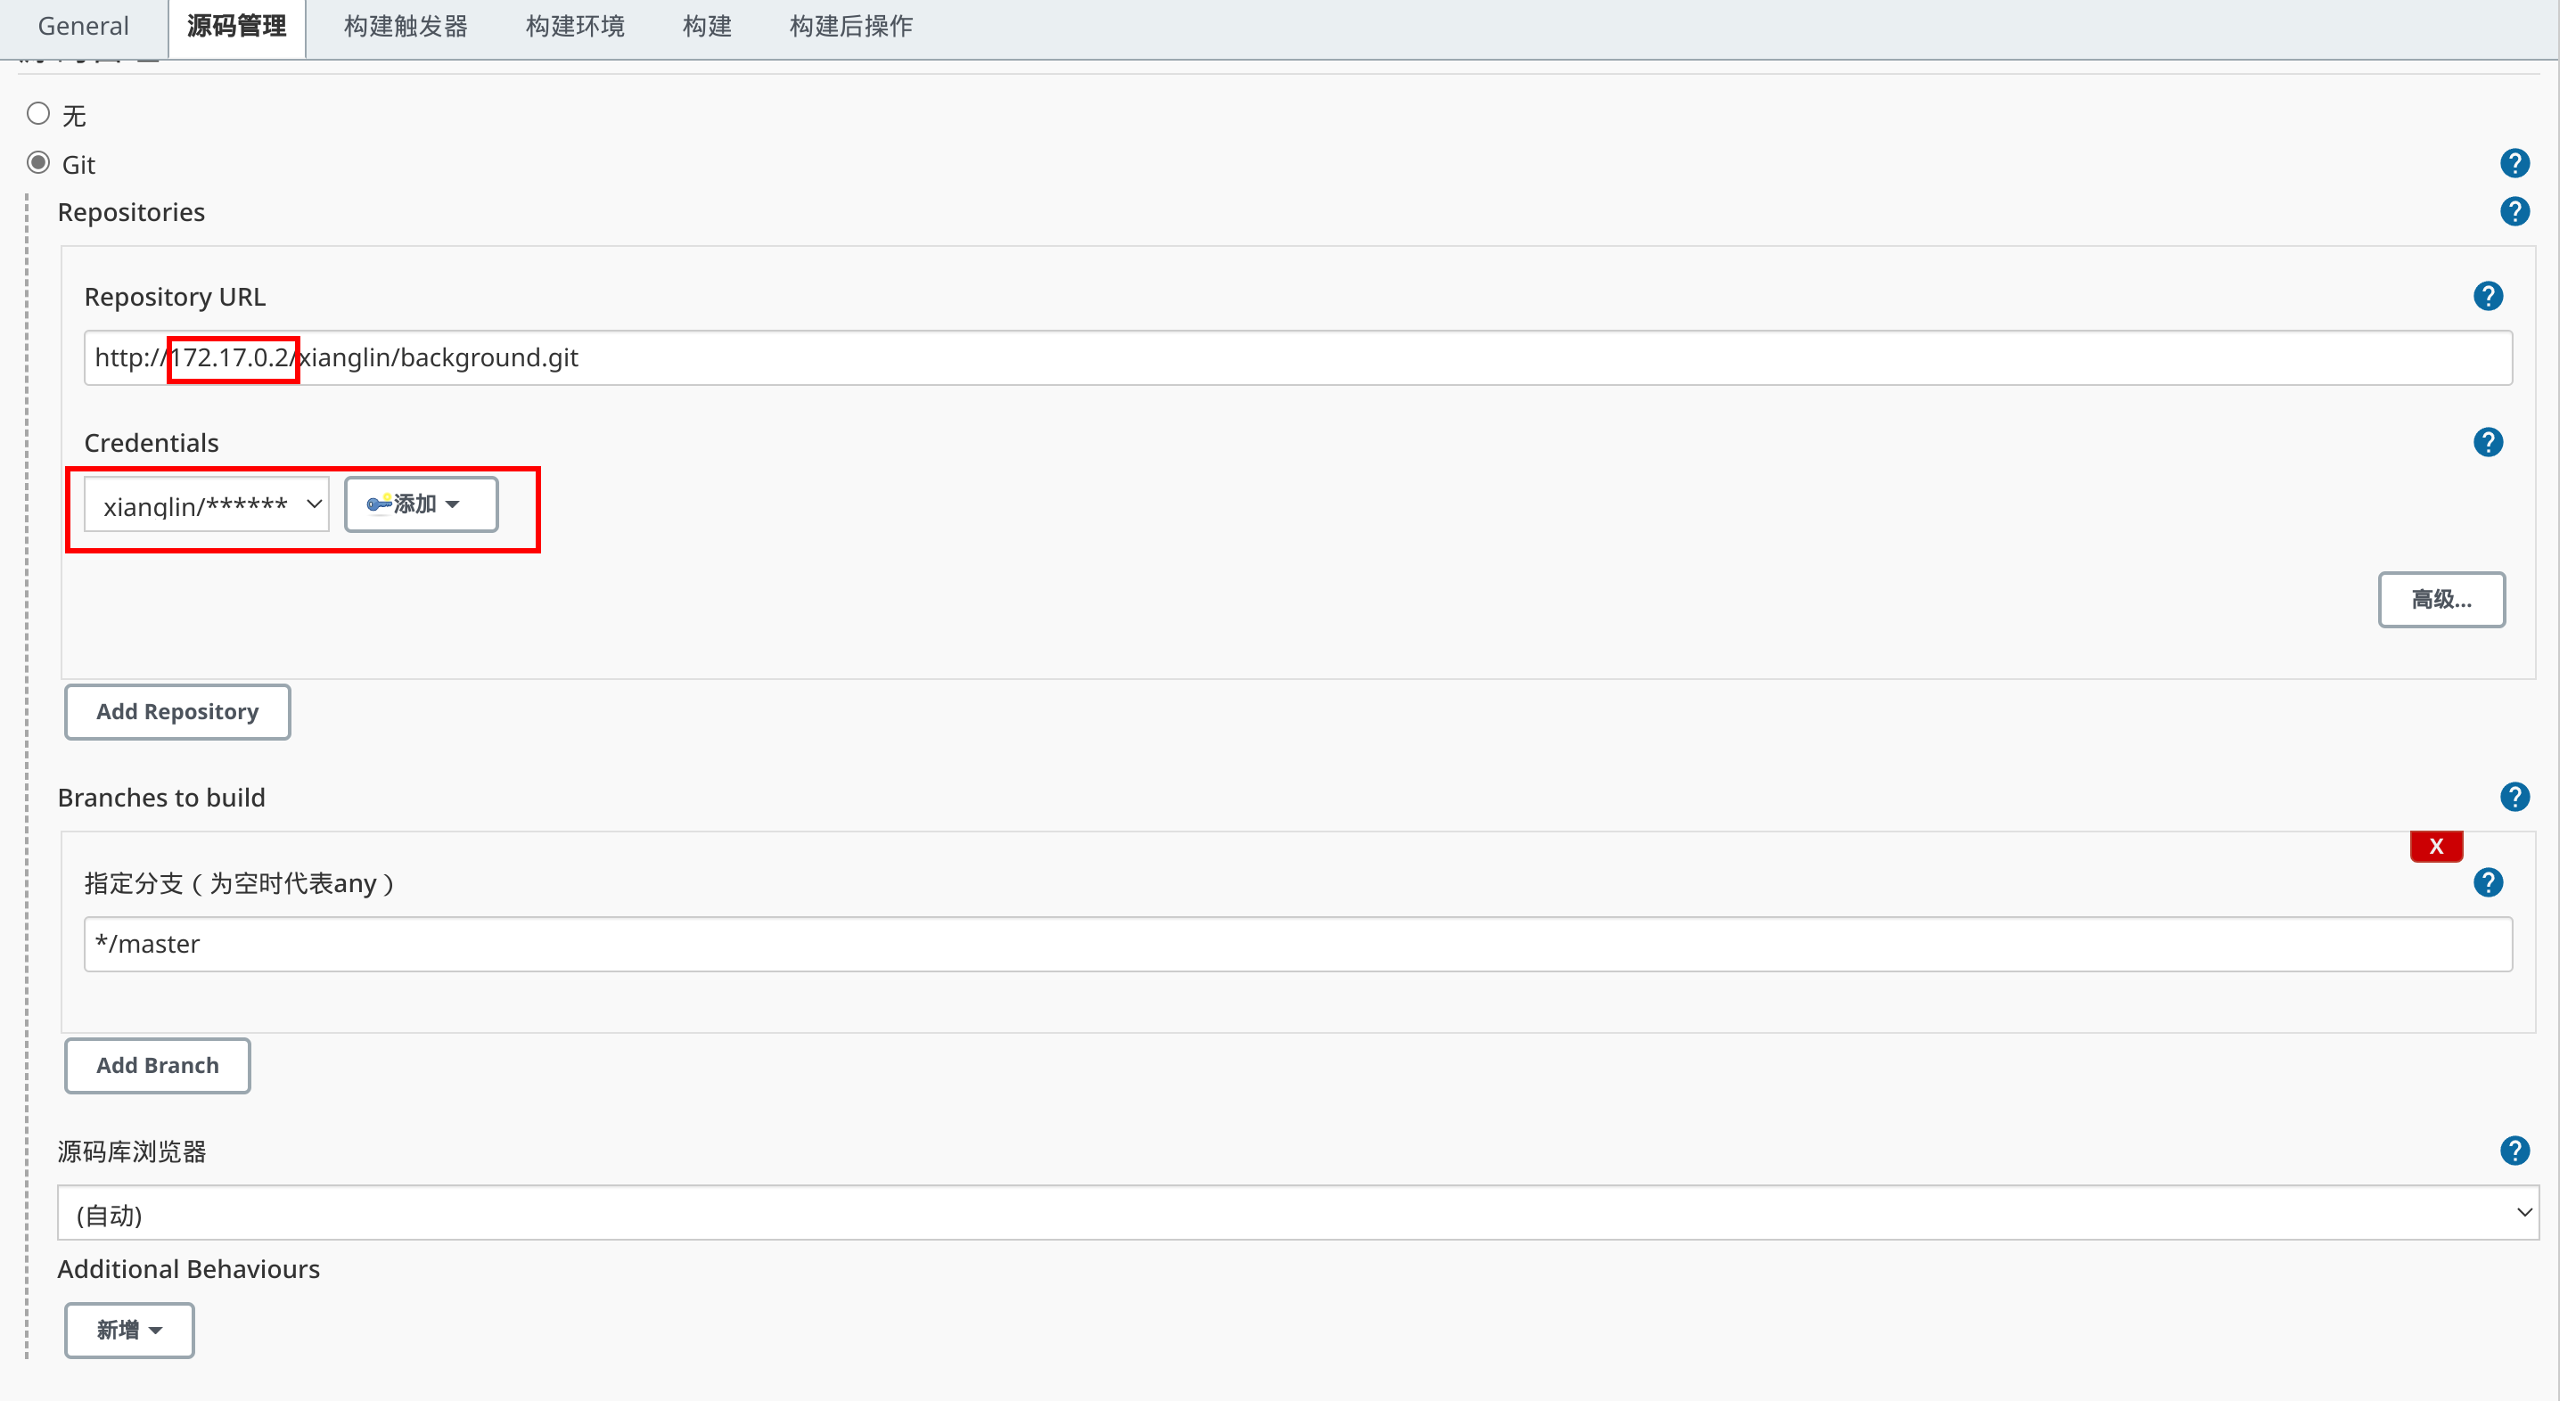 General 源码管理 构建触发器 构建环境 构建 构建后操作
无
Git
Repositories
Repository URL
http://172.17.0.2/xianglin/background.git
Credentials
xianglin/****** 添加
高级...
Add Repository
Branches to build
X
指定分支（为空时代表any）
*/master
Add Branch
源码库浏览器
(自动)
Additional Behaviours
新增